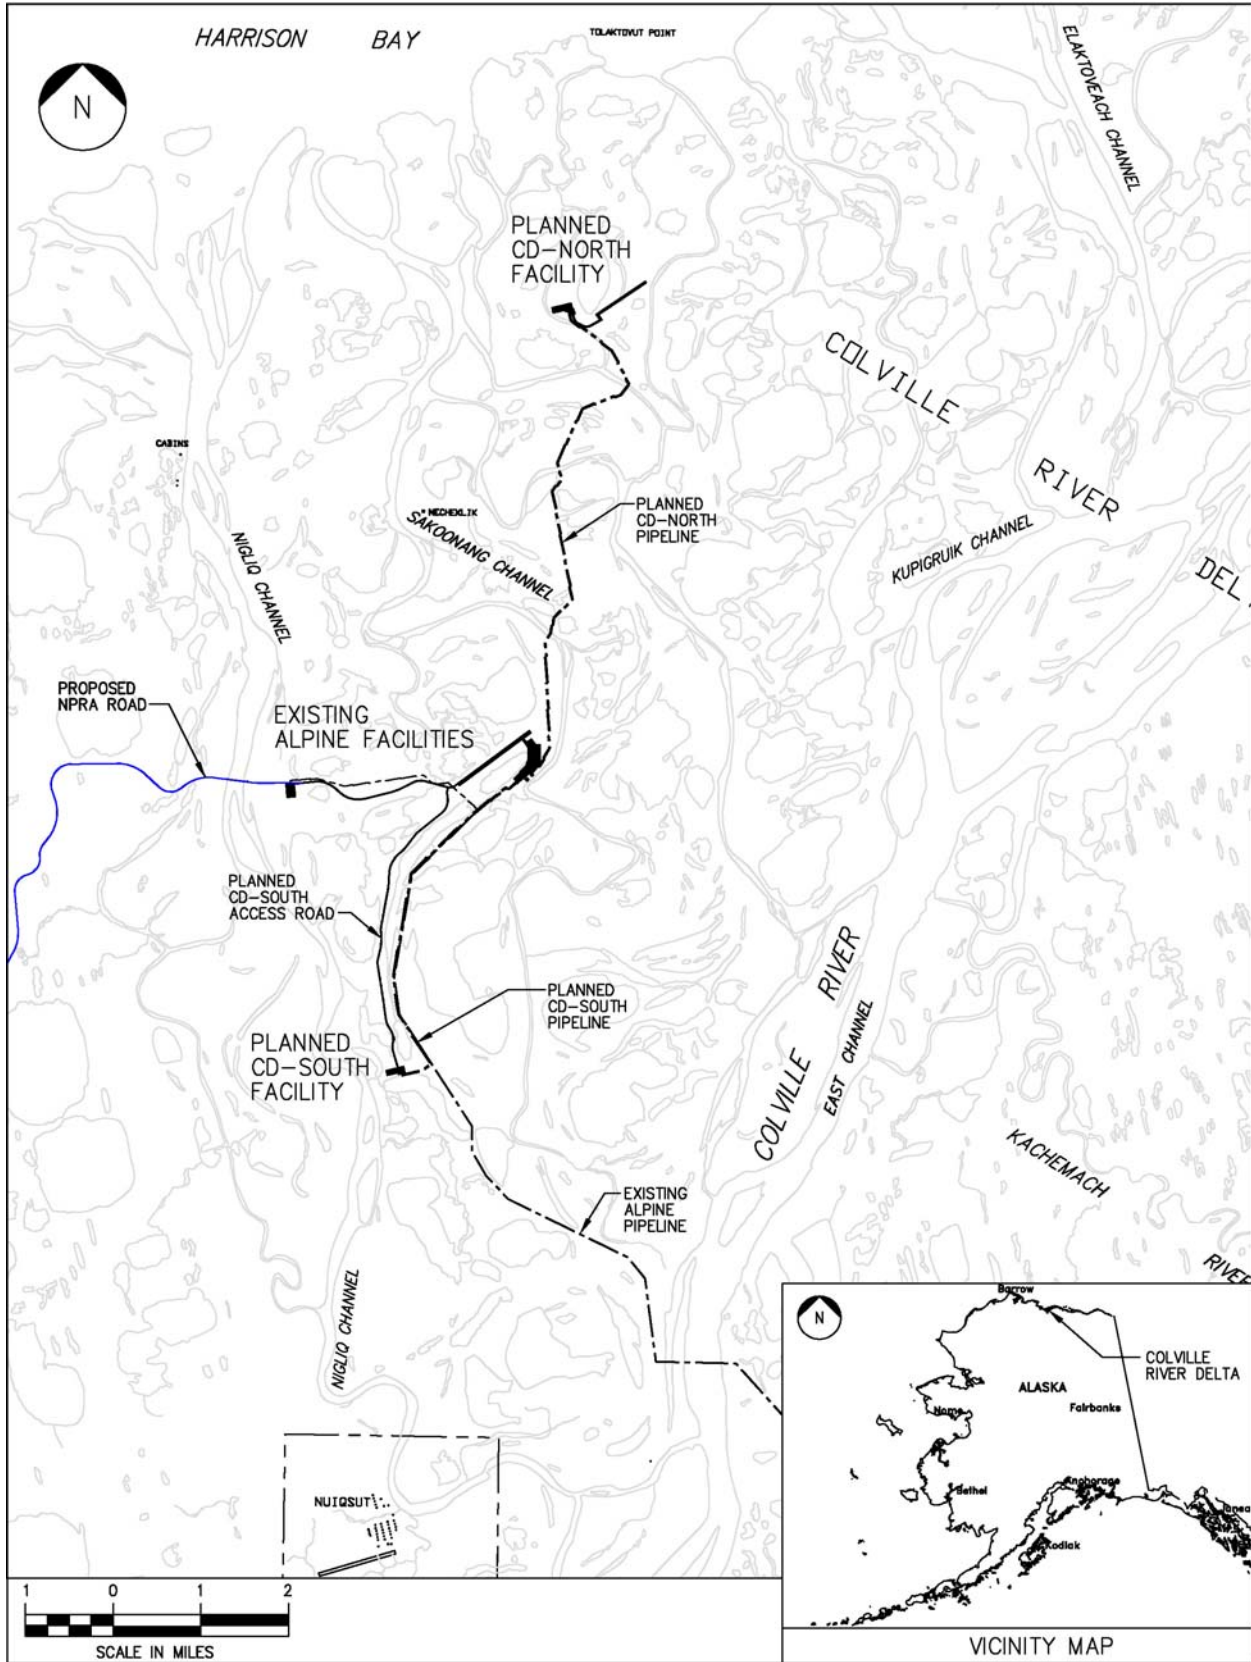 HARRISON BAY
TOLAKTOVUT POINT
N
ELAKTOVEACH CHANNEL
PLANNED
CD-NORTH
FACILITY
COLVILLE
RIVER
CABINS
NECHEKLIK
SAKOONANG CHANNEL
PLANNED
CD-NORTH
PIPELINE
KUPIGRUIK CHANNEL
NIGLIQ CHANNEL
PROPOSED
NPRA ROAD
EXISTING
ALPINE FACILITIES
PLANNED
CD-SOUTH
ACCESS ROAD
COLVILLE RIVER
EAST CHANNEL
PLANNED
CD-SOUTH
PIPELINE
PLANNED
CD-SOUTH
FACILITY
KACHEMACH
RIVER
EXISTING
ALPINE
PIPELINE
NIGLIQ CHANNEL
NUIQSUT
1 0 1 2
SCALE IN MILES
N
Barrow
COLVILLE
RIVER DELTA
ALASKA
Nome
Fairbanks
Bethel
Anchorage
Kodiak
VICINITY MAP